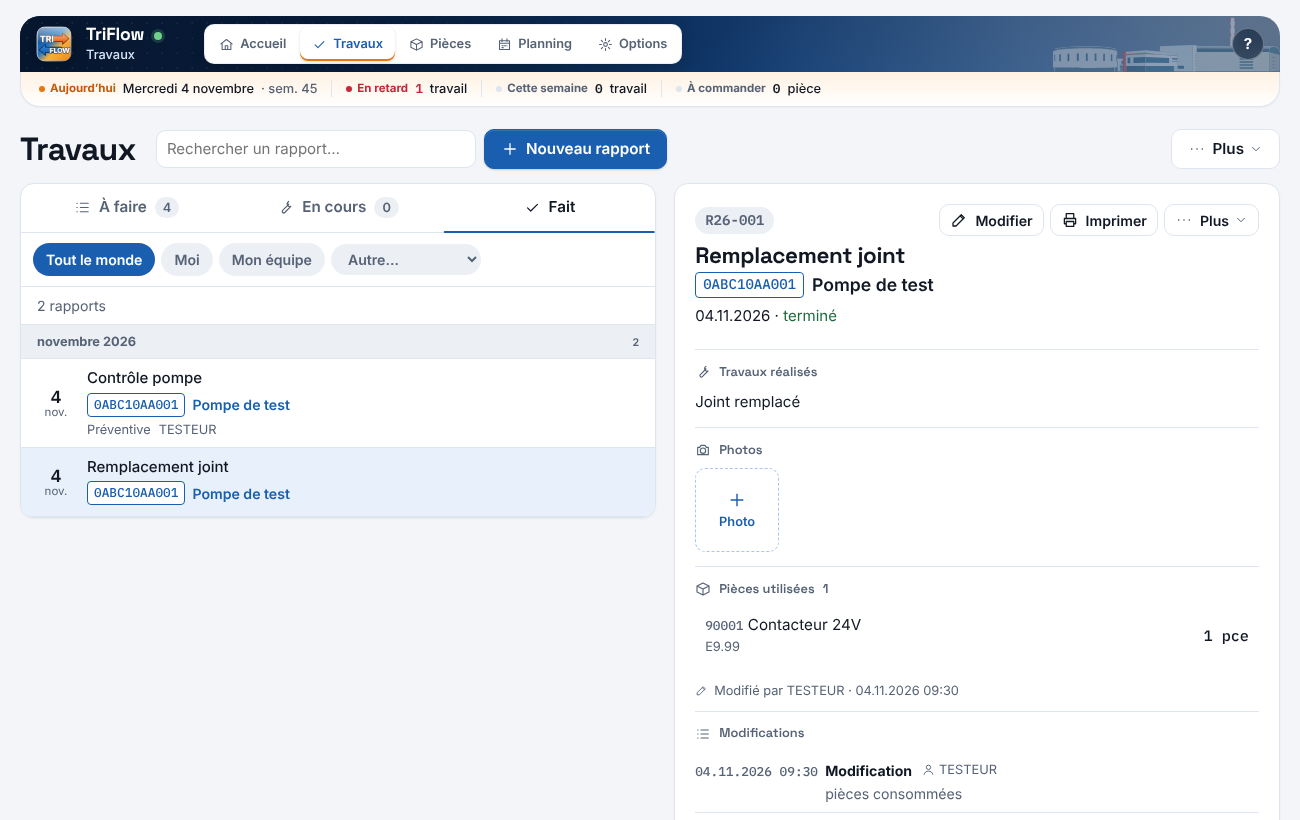 TRI
FLOW
TriFlow
Travaux
Accueil
Travaux
Pièces
Planning
Options
?
Aujourd'hui Mercredi 4 novembre · sem. 45
En retard 1 travail
Cette semaine 0 travail
À commander 0 pièce
Travaux
Rechercher un rapport...
+ Nouveau rapport
··· Plus
À faire 4
En cours 0
Fait
Tout le monde
Moi
Mon équipe
Autre...
2 rapports
novembre 2026 2
4 nov.
Contrôle pompe
0ABC10AA001 Pompe de test
Préventive TESTEUR
4 nov.
Remplacement joint
0ABC10AA001 Pompe de test
R26-001
Modifier
Imprimer
··· Plus
Remplacement joint
0ABC10AA001 Pompe de test
04.11.2026 · terminé
Travaux réalisés
Joint remplacé
Photos
+
Photo
Pièces utilisées 1
90001 Contacteur 24V
E9.99
1 pce
Modifié par TESTEUR · 04.11.2026 09:30
Modifications
04.11.2026 09:30 Modification TESTEUR
pièces consommées